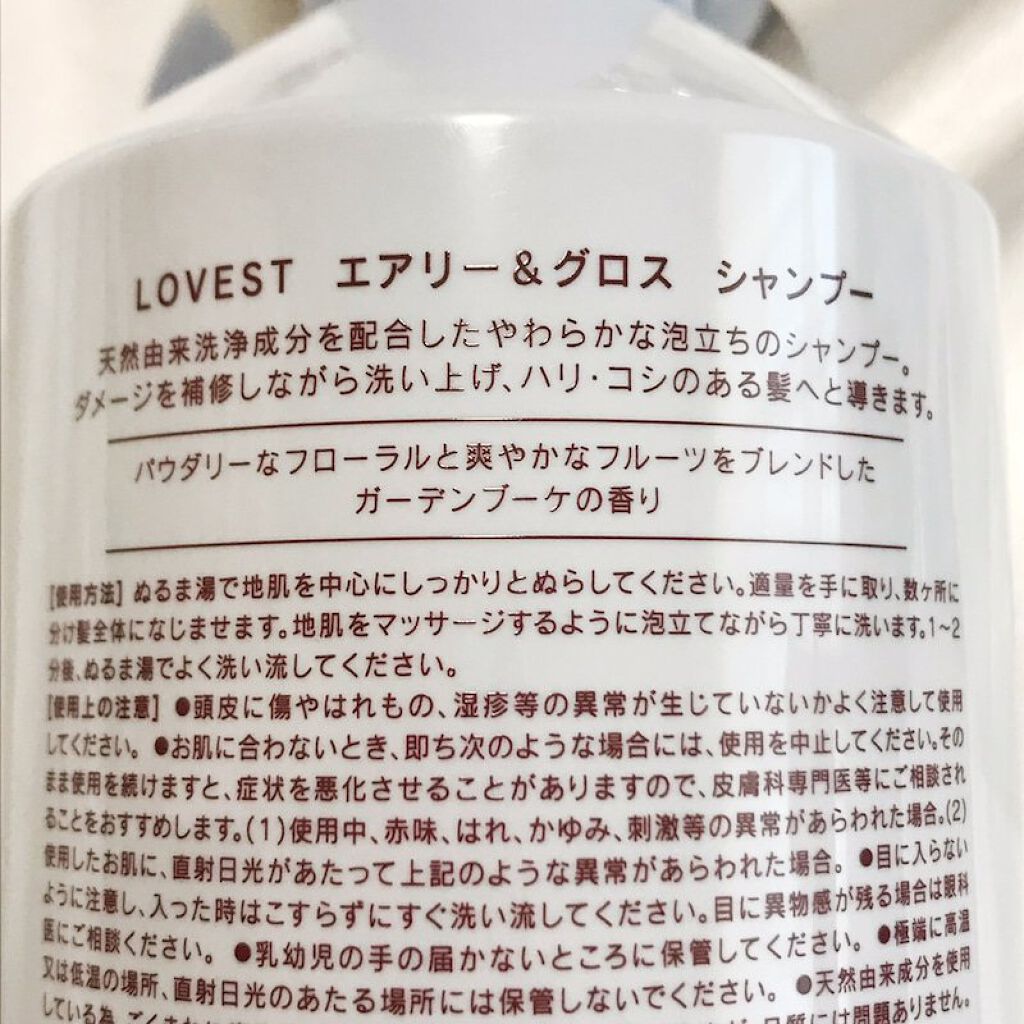 LOVEST エアリー&グロス シャンプー
天然由来洗浄成分を配合したやわらかな泡立ちのシャンプー。
ダメージを補修しながら洗い上げ、ハリ・コシのある髪へと導きます。
パウダリーなフローラルと爽やかなフルーツをブレンドした
ガーデンブーケの香り
[使用方法] ぬるま湯で地肌を中心にしっかりとぬらしてください。適量を手に取り、数ヶ所に
分け髪全体になじませます。地肌をマッサージするように泡立てながら丁寧に洗います。1~2
分後、ぬるま湯でよく洗い流してください。
[使用上の注意] ●頭皮に傷やはれもの、湿疹等の異常が生じていないかよく注意して使用
してください。 ●お肌に合わないとき、即ち次のような場合には、使用を中止してください。その
まま使用を続けますと、症状を悪化させることがありますので、皮膚科専門医等にご相談され
ることをおすすめします。(1)使用中、赤味、はれ、かゆみ、刺激等の異常があらわれた場合。(2)
使用したお肌に、直射日光があたって上記のような異常があらわれた場合。 ●目に入らない
ように注意し、入った時はこすらずにすぐ洗い流してください。目に異物感が残る場合は眼科
医にご相談ください。 ●乳幼児の手の届かないところに保管してください。 ●極端に高温
又は低温の場所、直射日光のあたる場所には保管しないでください。 ●天然由来成分を使用
している為、ごくまれに 品質には問題ありません。